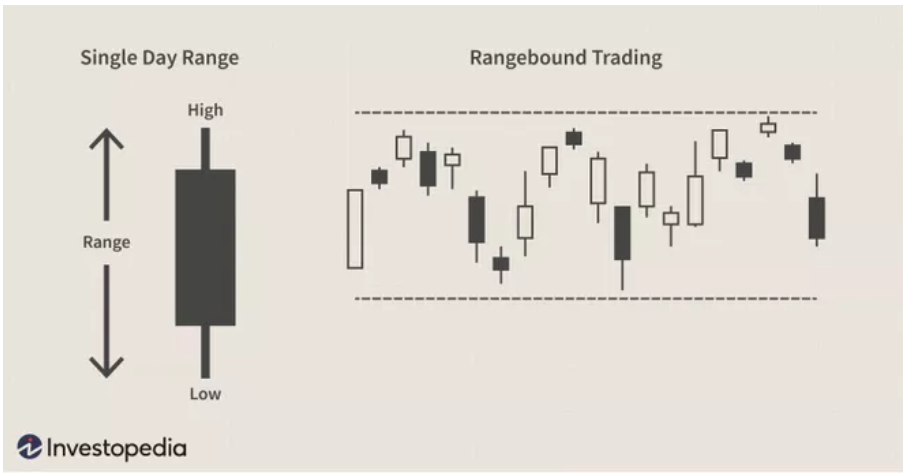 Single Day Range
Rangebound Trading
High
Range
Low
Investopedia